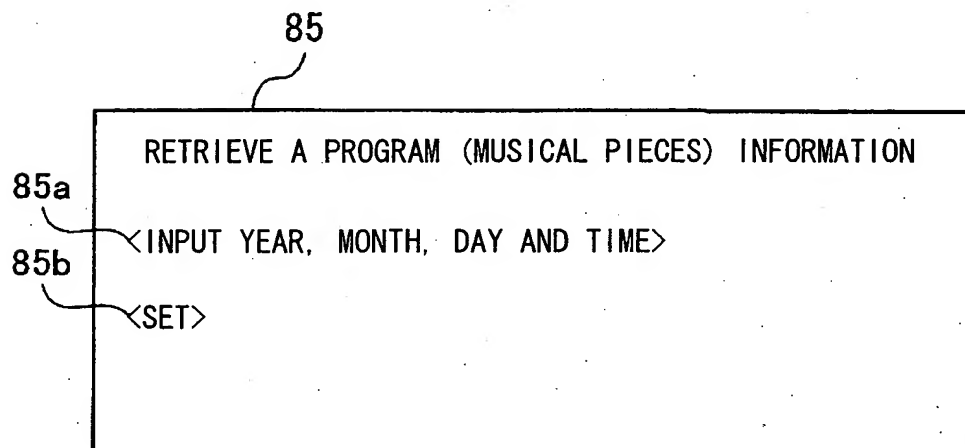 85
RETRIEVE A PROGRAM (MUSICAL PIECES) INFORMATION
85a
<INPUT YEAR, MONTH, DAY AND TIME>
85b
<SET>